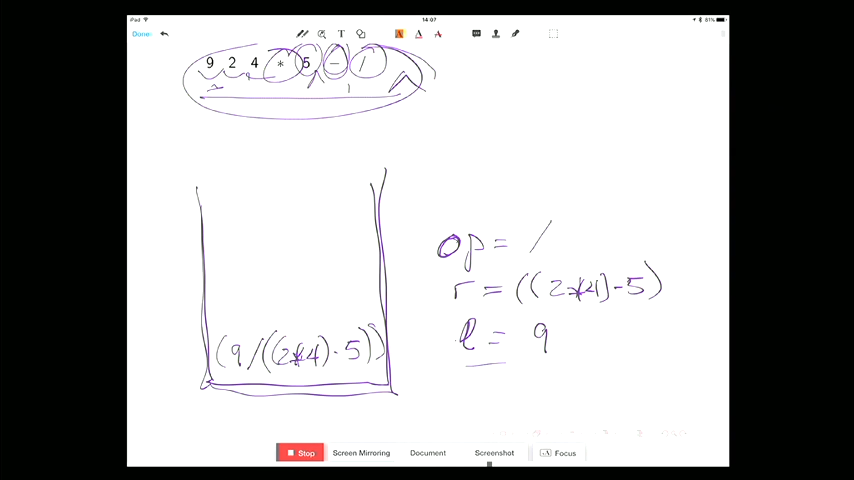 iPad 14:07 81%
Done
T A A A
9 2 4 * 5 - /
op = /
r = ((2*4)-5)
(9/((2*4)-5))
l = 9
Stop Screen Mirroring Document Screenshot A Focus